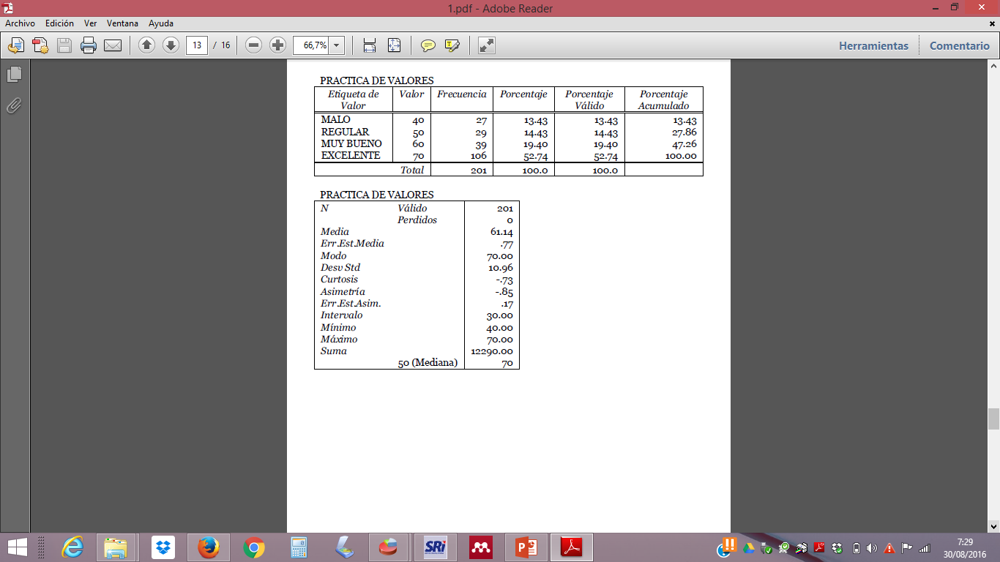 1.pdf - Adobe Reader
Archivo Edición Ver Ventana Ayuda
13 / 16 66,7% Herramientas Comentario
PRACTICA DE VALORES
Etiqueta de Valor Valor Frecuencia Porcentaje Porcentaje Válido Porcentaje Acumulado
MALO 40 27 13.43 13.43 13.43
REGULAR 50 29 14.43 14.43 27.86
MUY BUENO 60 39 19.40 19.40 47.26
EXCELENTE 70 106 52.74 52.74 100.00
Total 201 100.0 100.0
PRACTICA DE VALORES
N Válido 201
Perdidos 0
Media 61.14
Err.Est.Media .77
Modo 70.00
Desv Std 10.96
Curtosis -.73
Asimetría -.85
Err.Est.Asim. .17
Intervalo 30.00
Mínimo 40.00
Máximo 70.00
Suma 12290.00
50 (Mediana) 70
SRi
7:29
30/08/2016